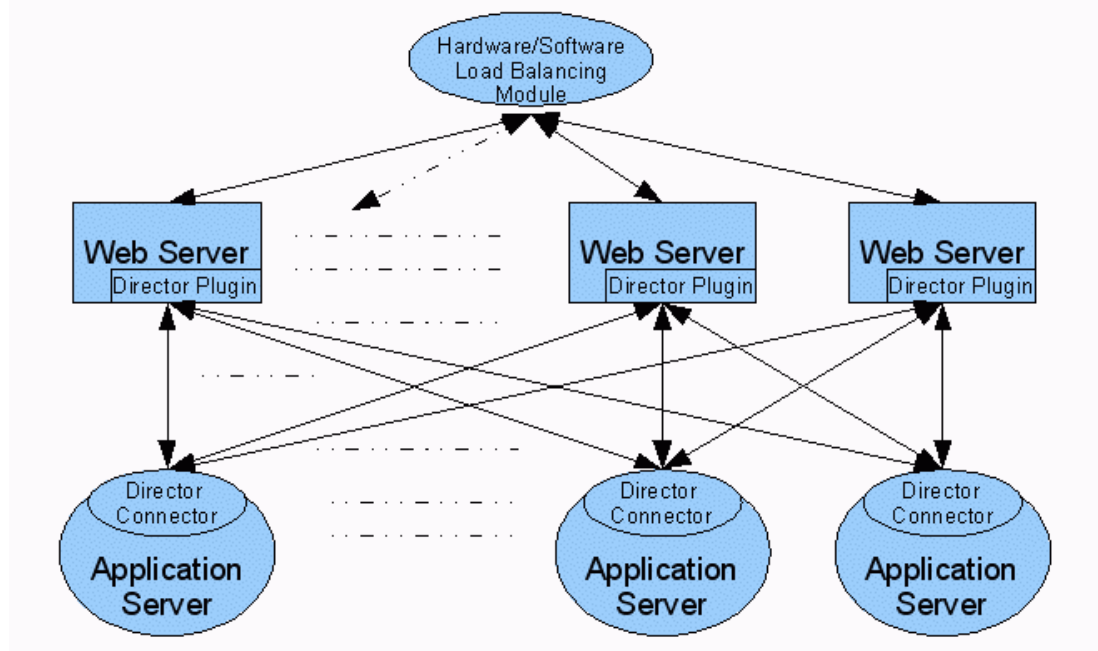 Hardware/Software
Load Balancing
Module
Web Server
Director Plugin
Web Server
Director Plugin
Web Server
Director Plugin
Director
Connector
Application
Server
Director
Connector
Application
Server
Director
Connector
Application
Server